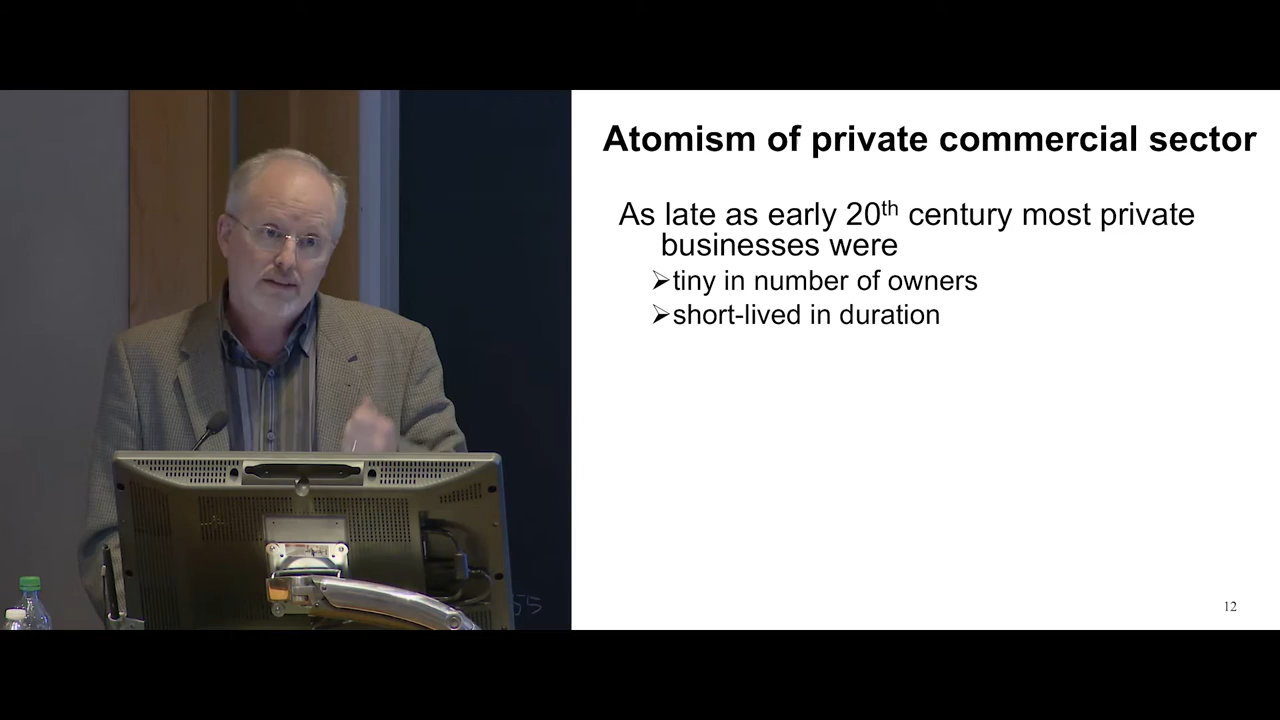 Atomism of private commercial sector
As late as early 20th century most private
businesses were
➢tiny in number of owners
➢short-lived in duration
55
12